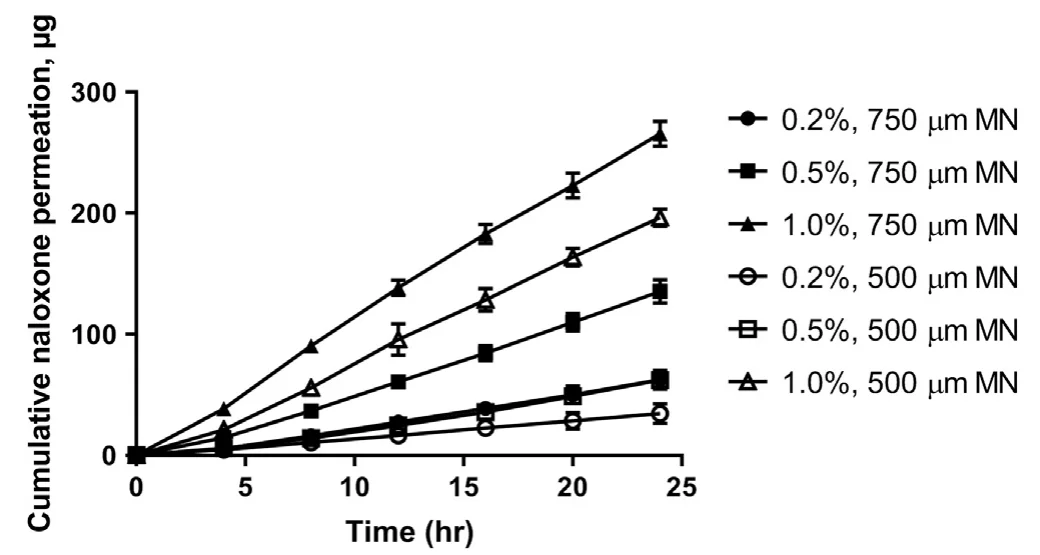 Cumulative naloxone permeation, µg
300
200
100
0
0 5 10 15 20 25
Time (hr)
0.2%, 750 µm MN
0.5%, 750 µm MN
1.0%, 750 µm MN
0.2%, 500 µm MN
0.5%, 500 µm MN
1.0%, 500 µm MN